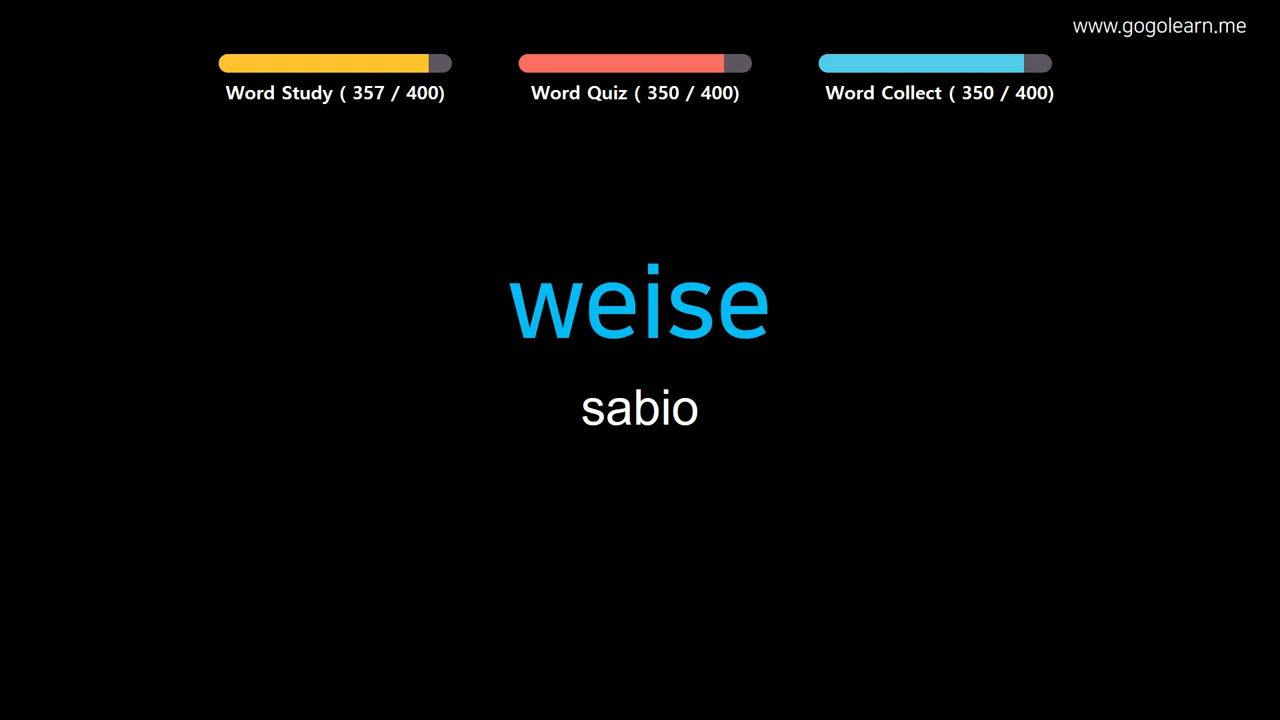 www.gogolearn.me
Word Study ( 357 / 400)
Word Quiz ( 350 / 400)
Word Collect ( 350 / 400)
weise
sabio